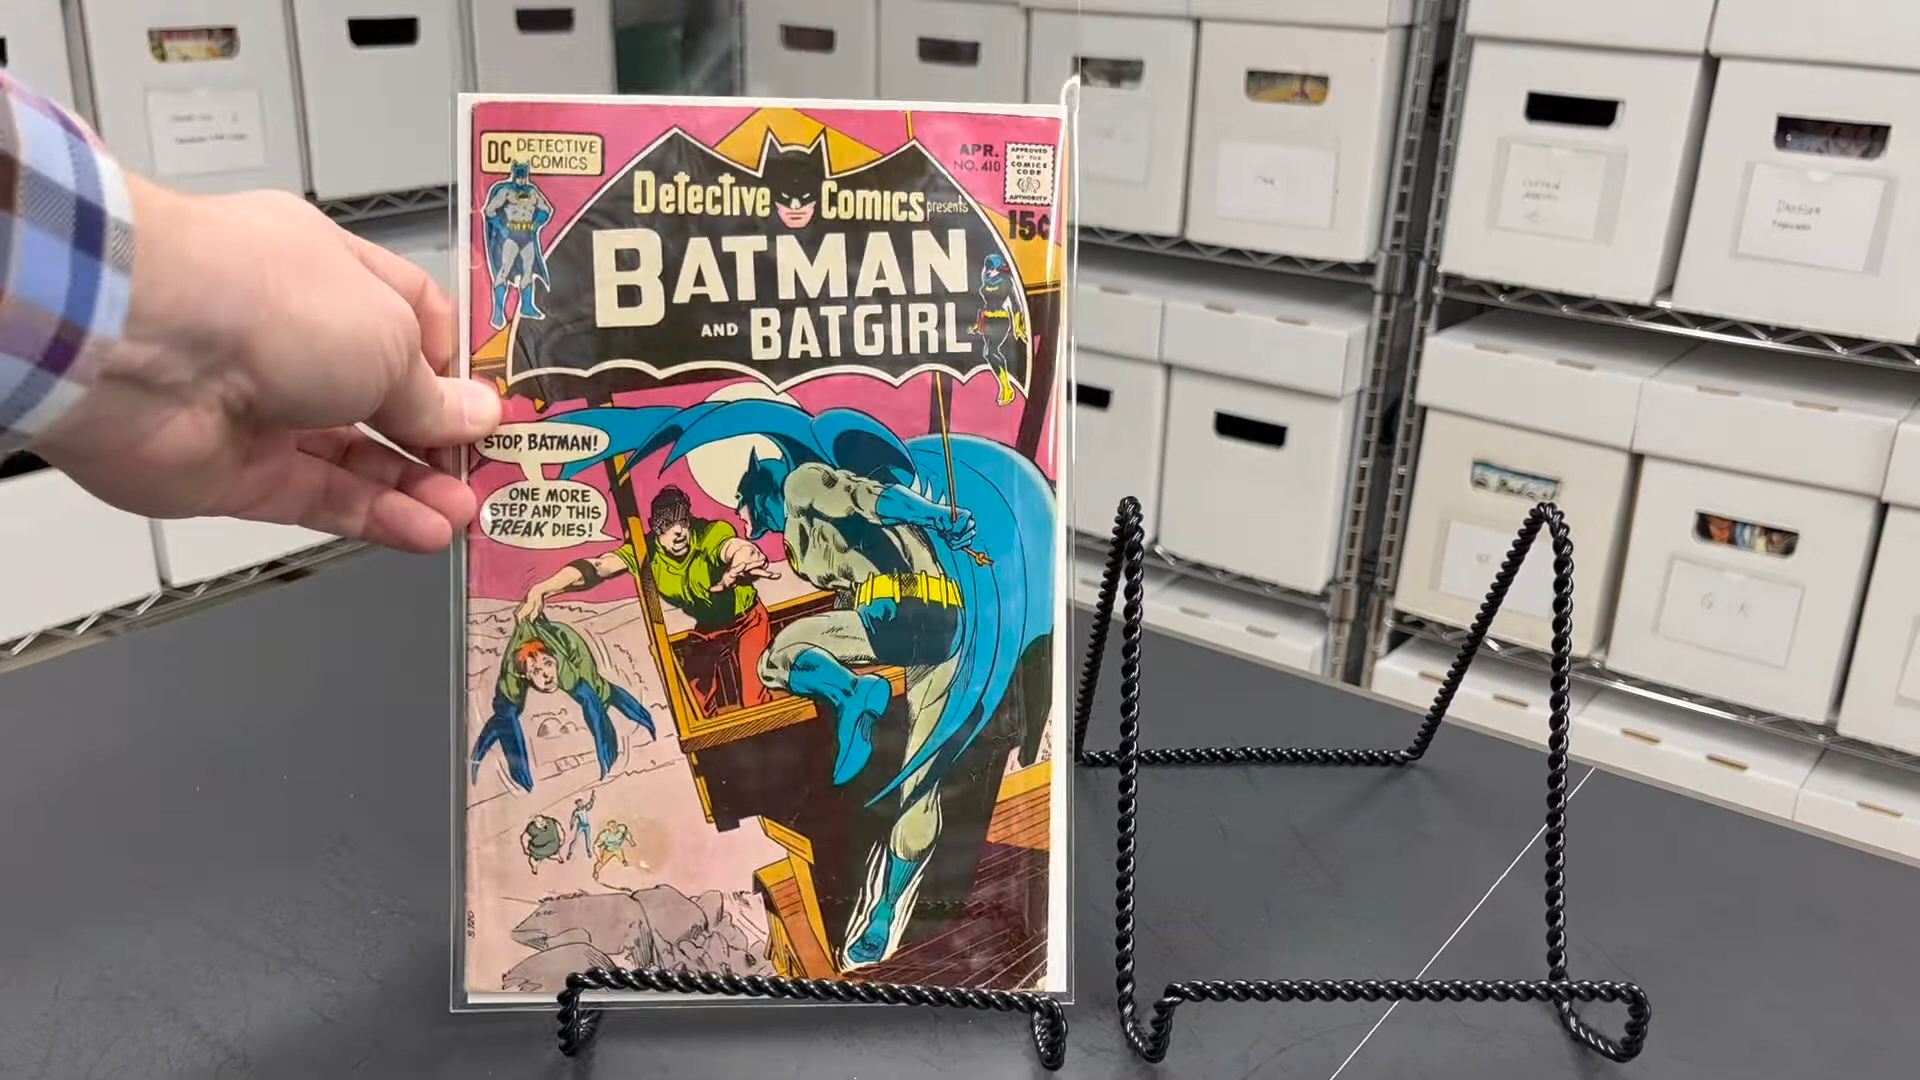 DC DETECTIVE
COMICS
APR.
NO. 410
APPROVED
BY THE
COMICS
CODE
AUTHORITY
15¢
Detective Comics presents
BATMAN
AND BATGIRL
STOP, BATMAN!
ONE MORE
STEP AND THIS
FREAK DIES!